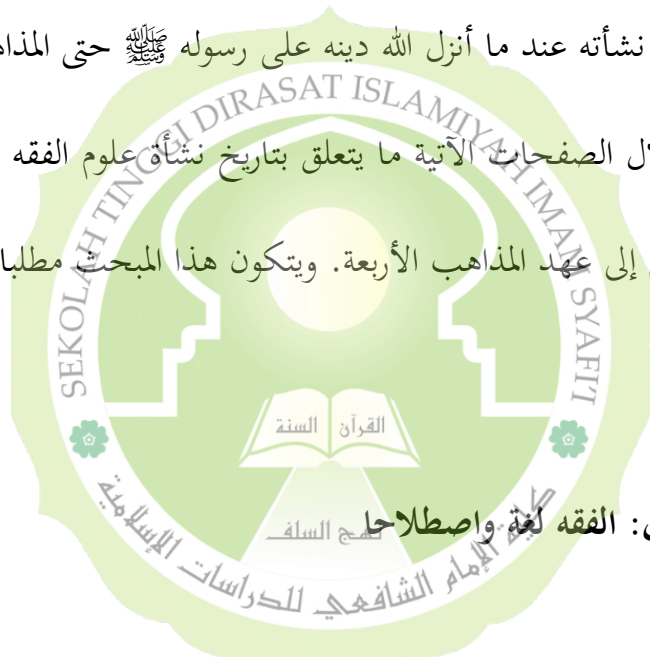 نشأته عند ما أنزل الله دينه على رسوله ﷺ حتى
SEKOLAH TINGGI DIRASAT ISLAMIYAH IMAM SYAFI'I
الصفحات الآتية ما يتعلق بتاريخ نشأة علوم الفقه
إلى عهد المذاهب الأربعة. ويتكون هذا المبحث
القرآن السنة
الفقه لغة واصطلاحا
نهج السلف
كلية الإمام الشافعي للدراسات الإسلامية